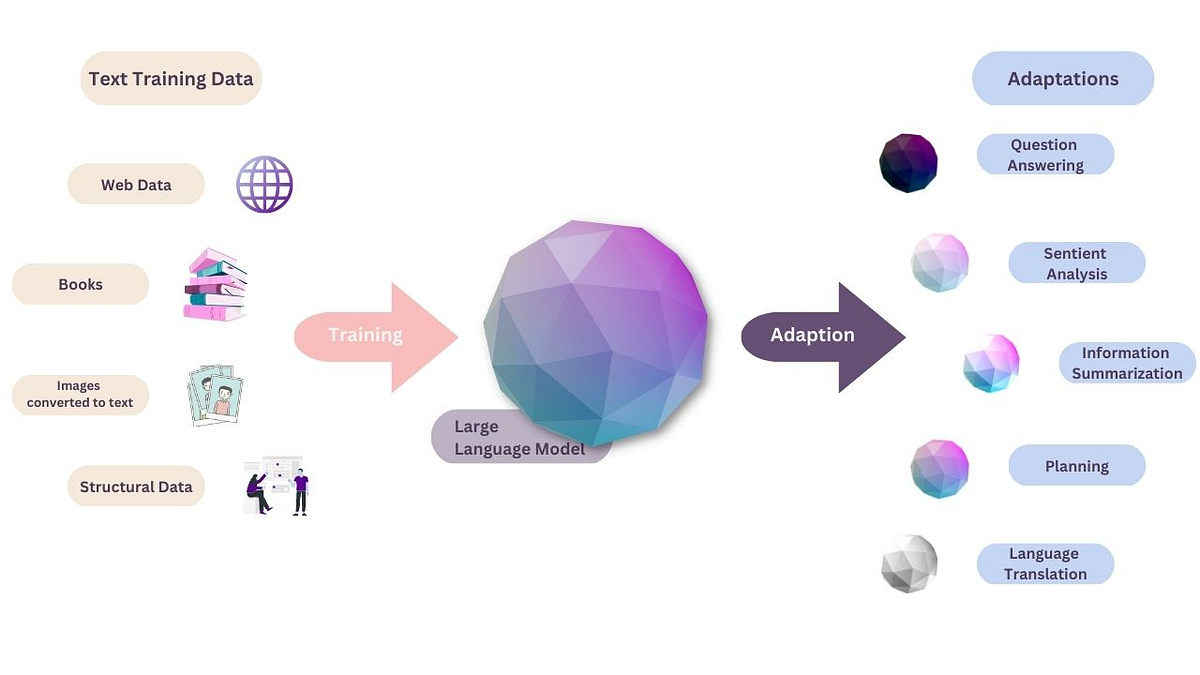 Text Training Data
Web Data
Books
Images
converted to text
Structural Data
Training
Large
Language Model
Adaption
Adaptations
Question
Answering
Sentient
Analysis
Information
Summarization
Planning
Language
Translation